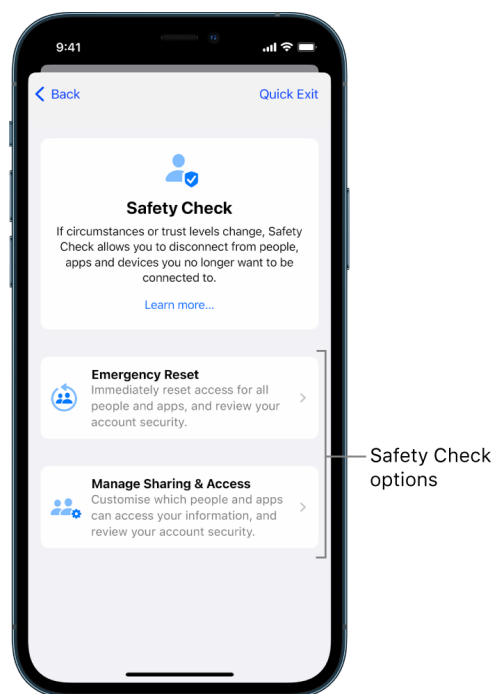 9:41
Back
Quick Exit
Safety Check
If circumstances or trust levels change, Safety
Check allows you to disconnect from people,
apps and devices you no longer want to be
connected to.
Learn more...
Emergency Reset
Immediately reset access for all
people and apps, and review your
account security.
Manage Sharing & Access
Customise which people and apps
can access your information, and
review your account security.
Safety Check
options